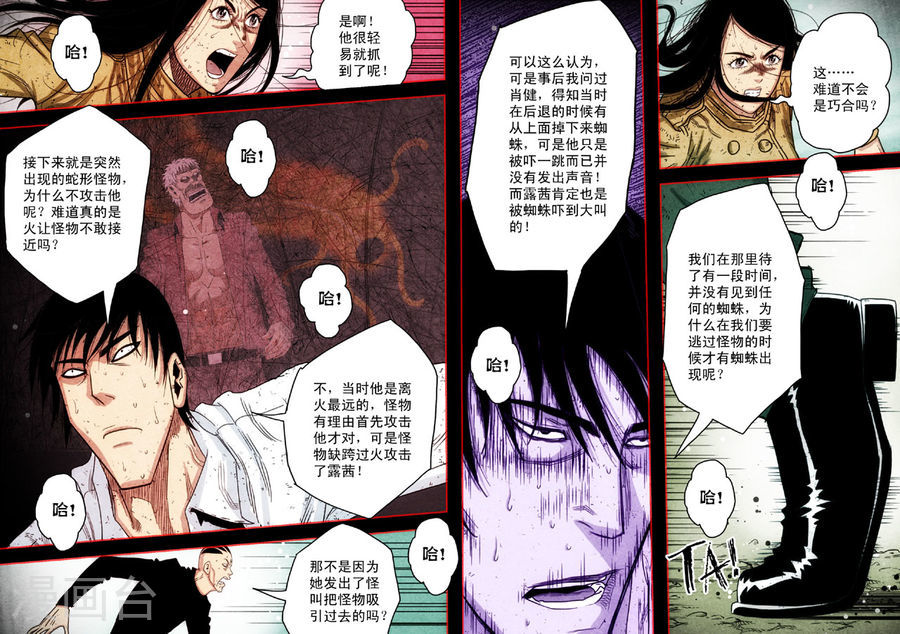 哈！
是啊！
他很轻
易就抓
到了呢！
接下来就是突然
出现的蛇形怪物，
为什么不攻击他
呢？难道真的是
火让怪物不敢接
近吗？
哈！
哈！
不，当时他是离
火最远的，怪物
有理由首先攻击
他才对，可是怪
物缺跨过火攻击
了露茜！
哈！
那不是因为
她发出了怪
叫把怪物吸
引过去的吗？
哈！
可以这么认为，
可是事后我问过
肖健，得知当时
在后退的时候有
从上面掉下来蜘
蛛，可是他只是
被吓一跳而已并
没有发出声音！
而露茜肯定也是
被蜘蛛吓到大叫
的！
哈！
这……
难道不会
是巧合吗？
哈！
我们在那里待
了有一段时间，
并没有见到任
何的蜘蛛，为
什么在我们要
逃过怪物的时
候才有蜘蛛出
现呢？
哈！
TA!
漫画台